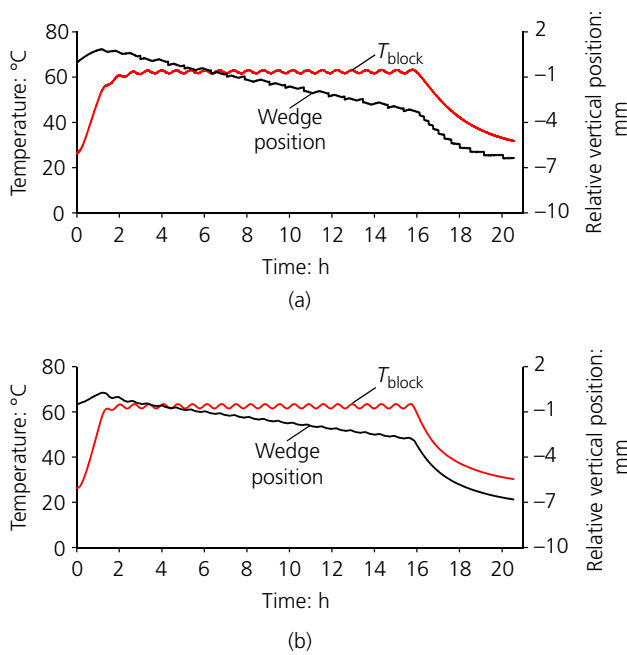 80
60
40
20
0
Temperature: °C
2
−1
−4
−7
−10
Relative vertical position:
mm
T block
Wedge
position
0 2 4 6 8 10 12 14 16 18 20
Time: h
(a)
80
60
40
20
0
Temperature: °C
2
−1
−4
−7
−10
Relative vertical position:
mm
T block
Wedge
position
0 2 4 6 8 10 12 14 16 18 20
Time: h
(b)